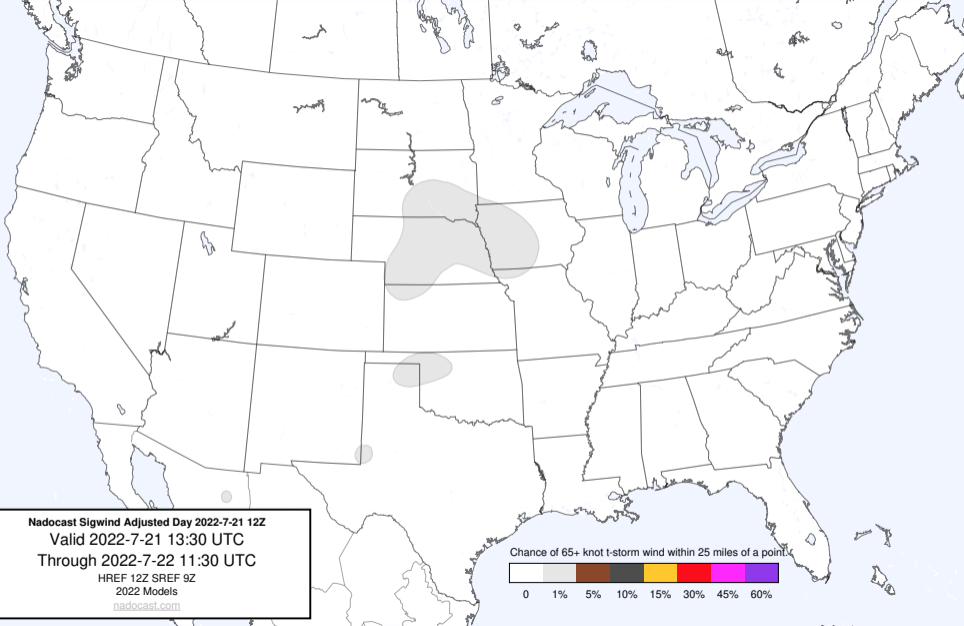 Nadocast Sigwind Adjusted Day 2022-7-21 12Z
Valid 2022-7-21 13:30 UTC
Through 2022-7-22 11:30 UTC
HREF 12Z SREF 9Z
2022 Models
nadocast.com
Chance of 65+ knot t-storm wind within 25 miles of a point.
0 1% 5% 10% 15% 30% 45% 60%